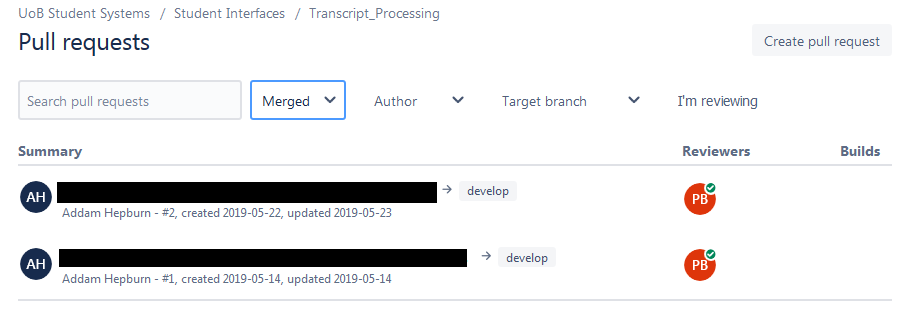 UoB Student Systems / Student Interfaces / Transcript_Processing
Pull requests
Create pull request
Search pull requests Merged Author Target branch I'm reviewing
Summary Reviewers Builds
AH → develop PB
Addam Hepburn - #2, created 2019-05-22, updated 2019-05-23
AH → develop PB
Addam Hepburn - #1, created 2019-05-14, updated 2019-05-14